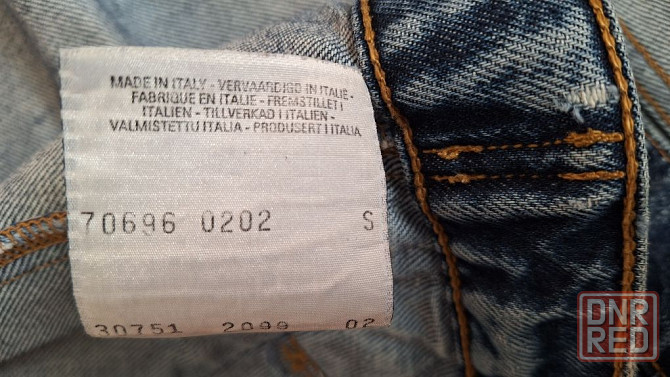 MADE IN ITALY - VERVAARDIGD IN ITALIE -
FABRIQUE EN ITALIE - FREMSTILLET I
ITALIEN - TILLVERKAD I ITALIEN -
VALMISTETTU ITALIA - PRODUSERT I ITALIA
70696 0202 S
30751 2099 02
DNR
RED